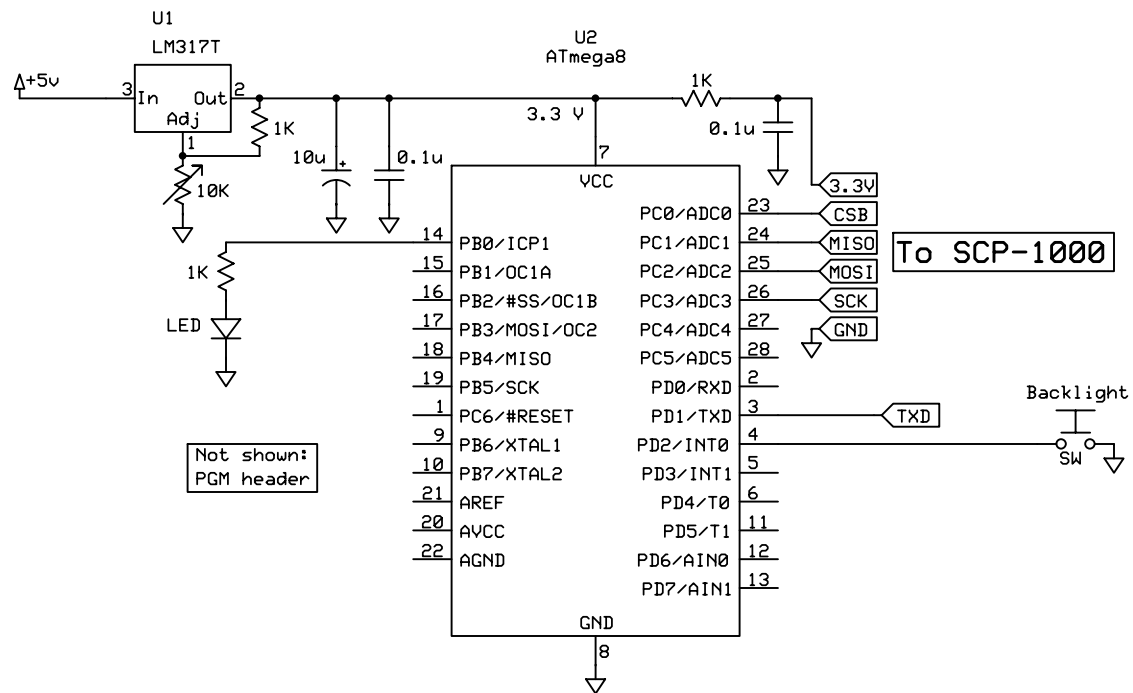 U1
LM317T
+5v
3 In Out 2
Adj
1
1K
10K
10u
+
0.1u
3.3 V
U2
ATmega8
1K
0.1u
7
VCC
3.3V
PC0/ADC0 23 CSB
14 PB0/ICP1 PC1/ADC1 24 MISO
15 PB1/OC1A PC2/ADC2 25 MOSI
16 PB2/#SS/OC1B PC3/ADC3 26 SCK
17 PB3/MOSI/OC2 PC4/ADC4 27 GND
18 PB4/MISO PC5/ADC5 28
19 PB5/SCK PD0/RXD 2
1 PC6/#RESET PD1/TXD 3 TXD
9 PB6/XTAL1 PD2/INT0 4
10 PB7/XTAL2 PD3/INT1 5
21 AREF PD4/T0 6
20 AVCC PD5/T1 11
22 AGND PD6/AIN0 12
PD7/AIN1 13
GND
8
To SCP-1000
1K
LED
Backlight
SW
Not shown:
PGM header